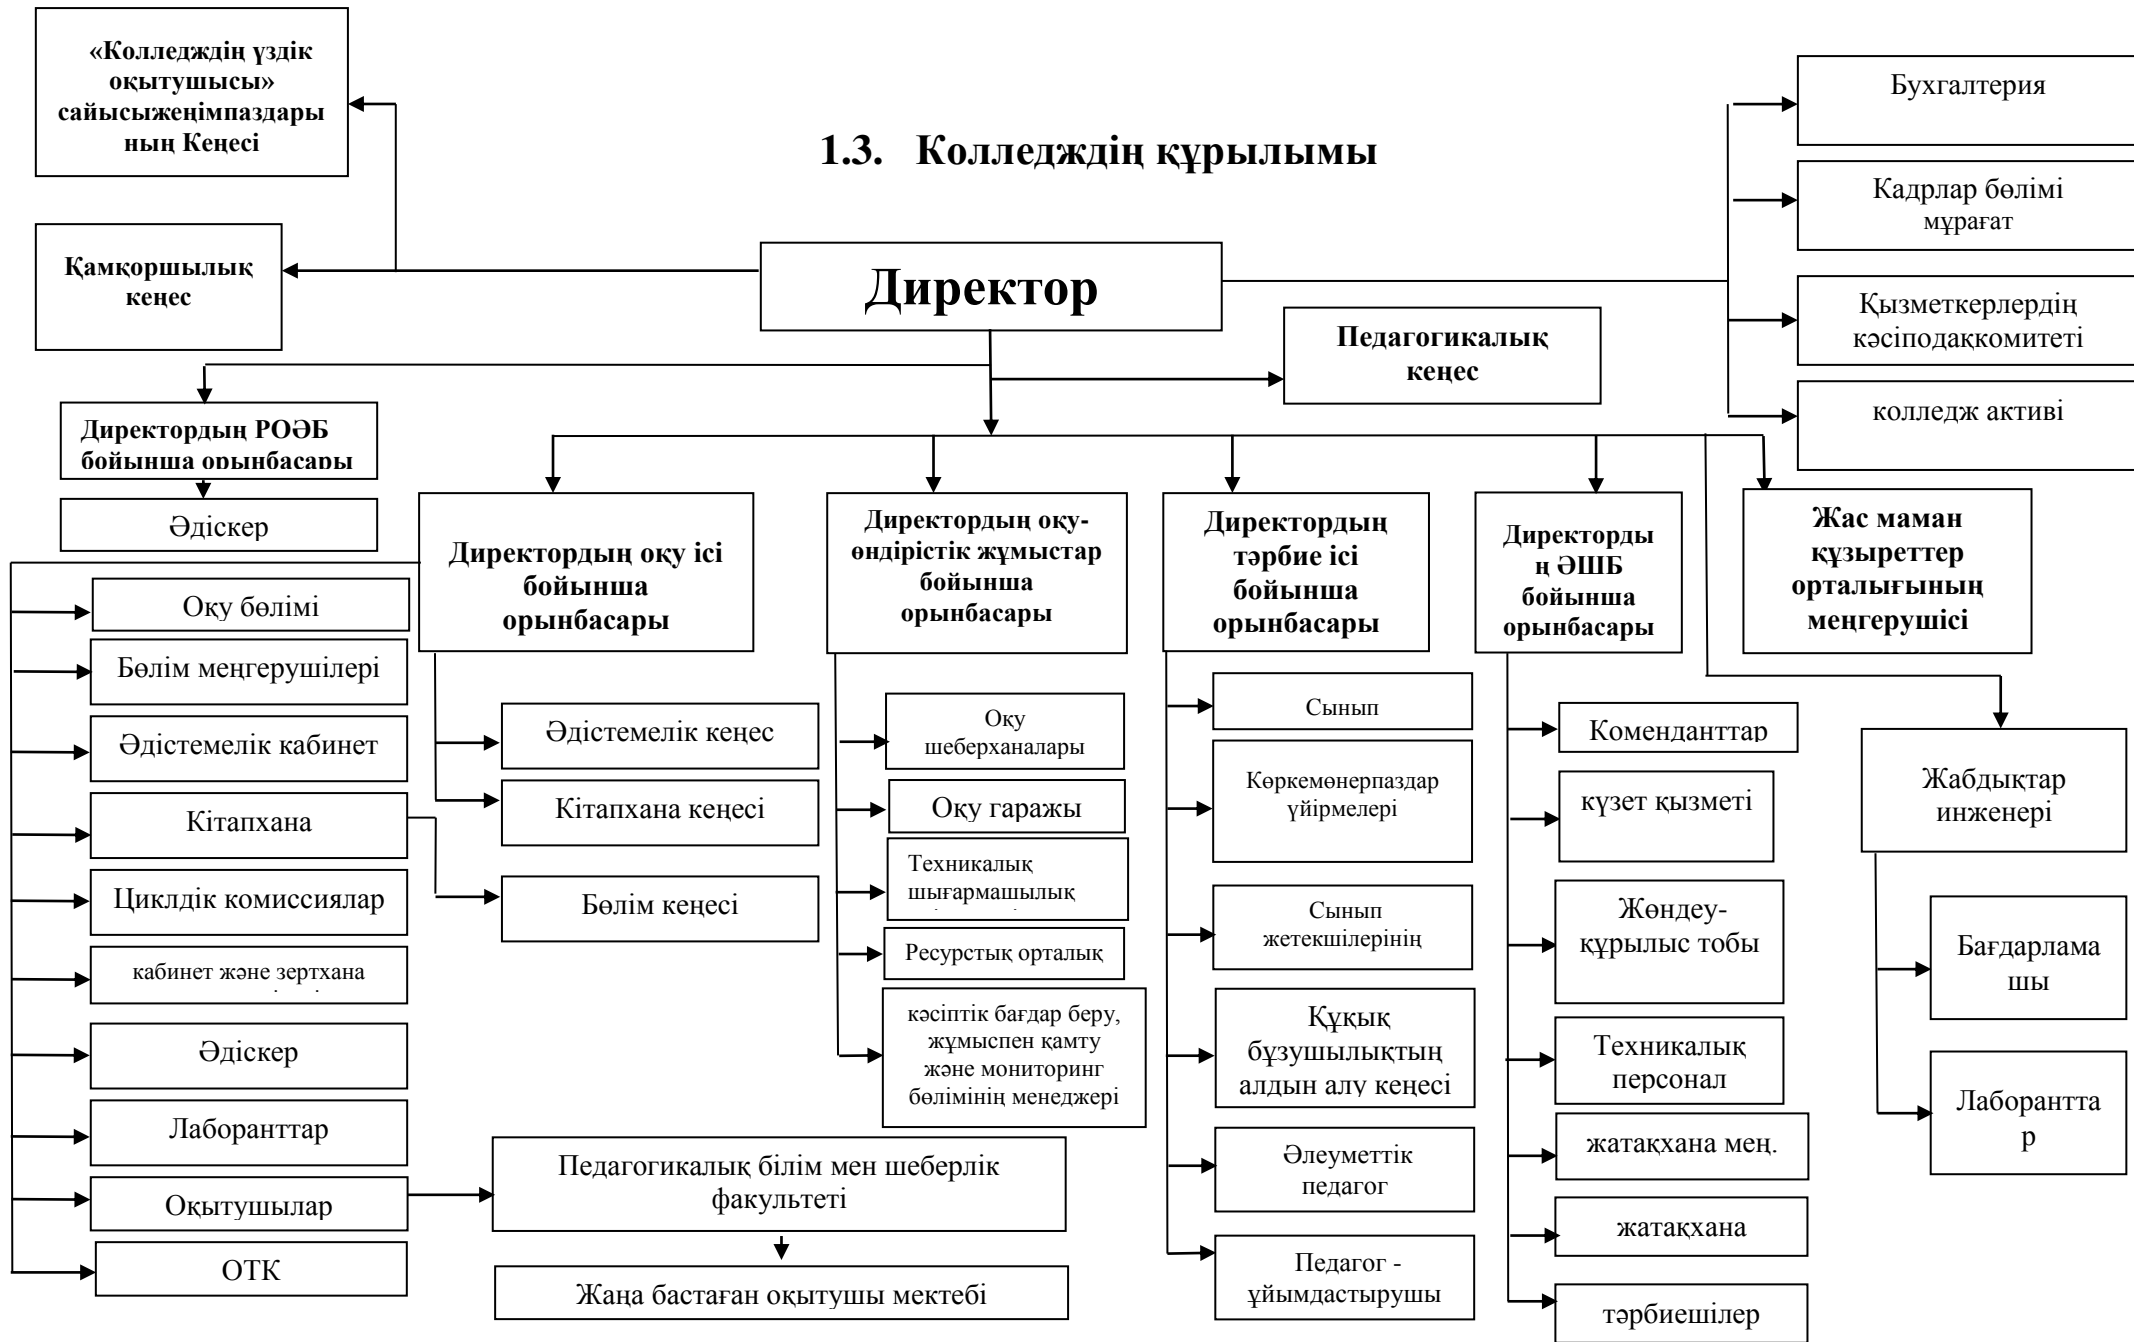 «Колледждің үздік
оқытушысы»
сайысыжеңімпаздары
ның Кеңесі
1.3. Колледждің құрылымы
Бухгалтерия
Кадрлар бөлімі
мұрағат
Қызметкерлердің
кәсіподаққомитеті
колледж активі
Қамқоршылық
кеңес
Директор
Педагогикалық
кеңес
Директордың РОӘБ
бойынша орынбасары
Әдіскер
Директордың оқу ісі
бойынша
орынбасары
Директордың оқу-
өндірістік жұмыстар
бойынша
орынбасары
Директордың
тәрбие ісі
бойынша
орынбасары
Директорды
ң ӘШБ
бойынша
орынбасары
Жас маман
құзыреттер
орталығының
меңгерушісі
Оқу бөлімі
Бөлім меңгерушілері
Әдістемелік кабинет
Кітапхана
Циклдік комиссиялар
кабинет және зертхана
Әдіскер
Лаборанттар
Оқытушылар
ОТК
Әдістемелік кеңес
Кітапхана кеңесі
Бөлім кеңесі
Педагогикалық білім мен шеберлік
факультеті
Жаңа бастаған оқытушы мектебі
Оқу
шеберханалары
Оқу гаражы
Техникалық
шығармашылық
Ресурстық орталық
кәсіптік бағдар беру,
жұмыспен қамту
және мониторинг
бөлімінің менеджері
Сынып
Көркемөнерпаздар
үйірмелері
Сынып
жетекшілерінің
Құқық
бұзушылықтың
алдын алу кеңесі
Әлеуметтік
педагог
Педагог -
ұйымдастырушы
Коменданттар
күзет қызметі
Жөндеу-
құрылыс тобы
Техникалық
персонал
жатақхана мең.
жатақхана
тәрбиешілер
Жабдықтар
инженері
Бағдарлама
шы
Лаборантта
р